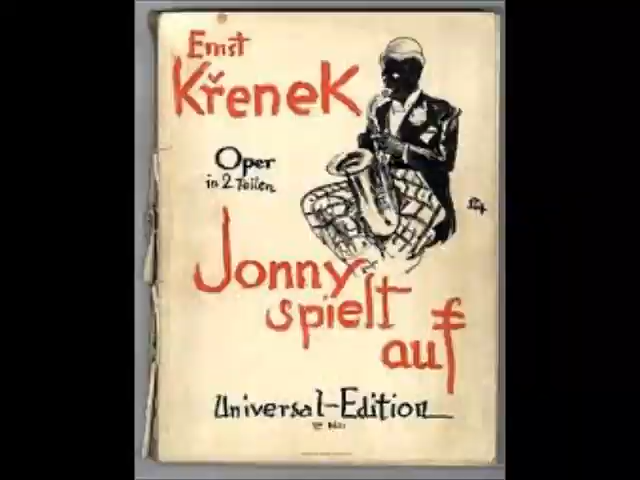 Ernst
Křenek
Oper
in 2 Teilen
Jonny
spielt
auf
Universal-Edition